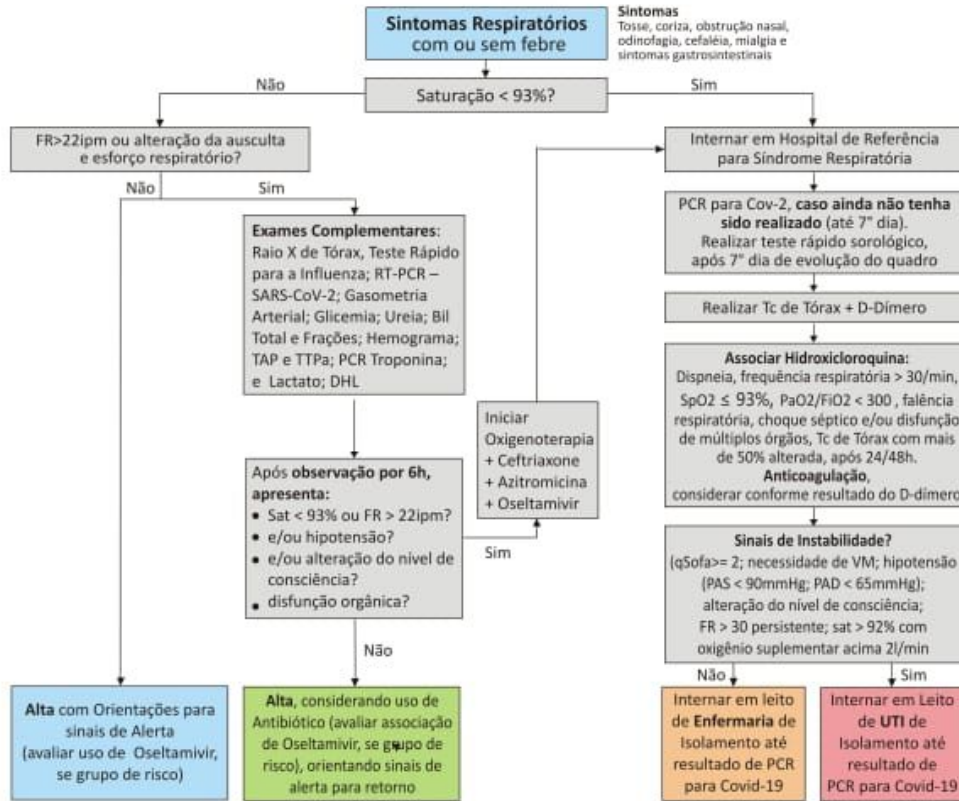 Sintomas Respiratórios
com ou sem febre
Sintomas
Tosse, coriza, obstrução nasal,
odinofagia, cefaléia, mialgia e
sintomas gastrosintestinais
Não
Saturação < 93%?
Sim
FR>22ipm ou alteração da ausculta
e esforço respiratório?
Não
Sim
Exames Complementares:
Raio X de Tórax, Teste Rápido
para a Influenza; RT-PCR –
SARS-CoV-2; Gasometria
Arterial; Glicemia; Ureia; Bil
Total e Frações; Hemograma;
TAP e TTPa; PCR Troponina;
e Lactato; DHL
Após observação por 6h,
apresenta:
• Sat < 93% ou FR > 22ipm?
• e/ou hipotensão?
• e/ou alteração do nível de
consciência?
• disfunção orgânica?
Sim
Não
Iniciar
Oxigenoterapia
+ Ceftriaxone
+ Azitromicina
+ Oseltamivir
Internar em Hospital de Referência
para Síndrome Respiratória
PCR para Cov-2, caso ainda não tenha
sido realizado (até 7° dia).
Realizar teste rápido sorológico,
após 7° dia de evolução do quadro
Realizar Tc de Tórax + D-Dímero
Associar Hidroxicloroquina:
Dispneia, frequência respiratória > 30/min,
SpO2 ≤ 93%, PaO2/FiO2 < 300 , falência
respiratória, choque séptico e/ou disfunção
de múltiplos órgãos, Tc de Tórax com mais
de 50% alterada, após 24/48h.
Anticoagulação,
considerar conforme resultado do D-dímero
Sinais de Instabilidade?
(qSofa>= 2; necessidade de VM; hipotensão
(PAS < 90mmHg; PAD < 65mmHg);
alteração do nível de consciência;
FR > 30 persistente; sat > 92% com
oxigênio suplementar acima 2l/min
Não
Sim
Alta com Orientações para
sinais de Alerta
(avaliar uso de Oseltamivir,
se grupo de risco)
Alta, considerando uso de
Antibiótico (avaliar associação
de Oseltamivir, se grupo de
risco), orientando sinais de
alerta para retorno
Internar em leito
de Enfermaria de
Isolamento até
resultado de PCR
para Covid-19
Internar em Leito
de UTI de
Isolamento até
resultado de
PCR para Covid-19